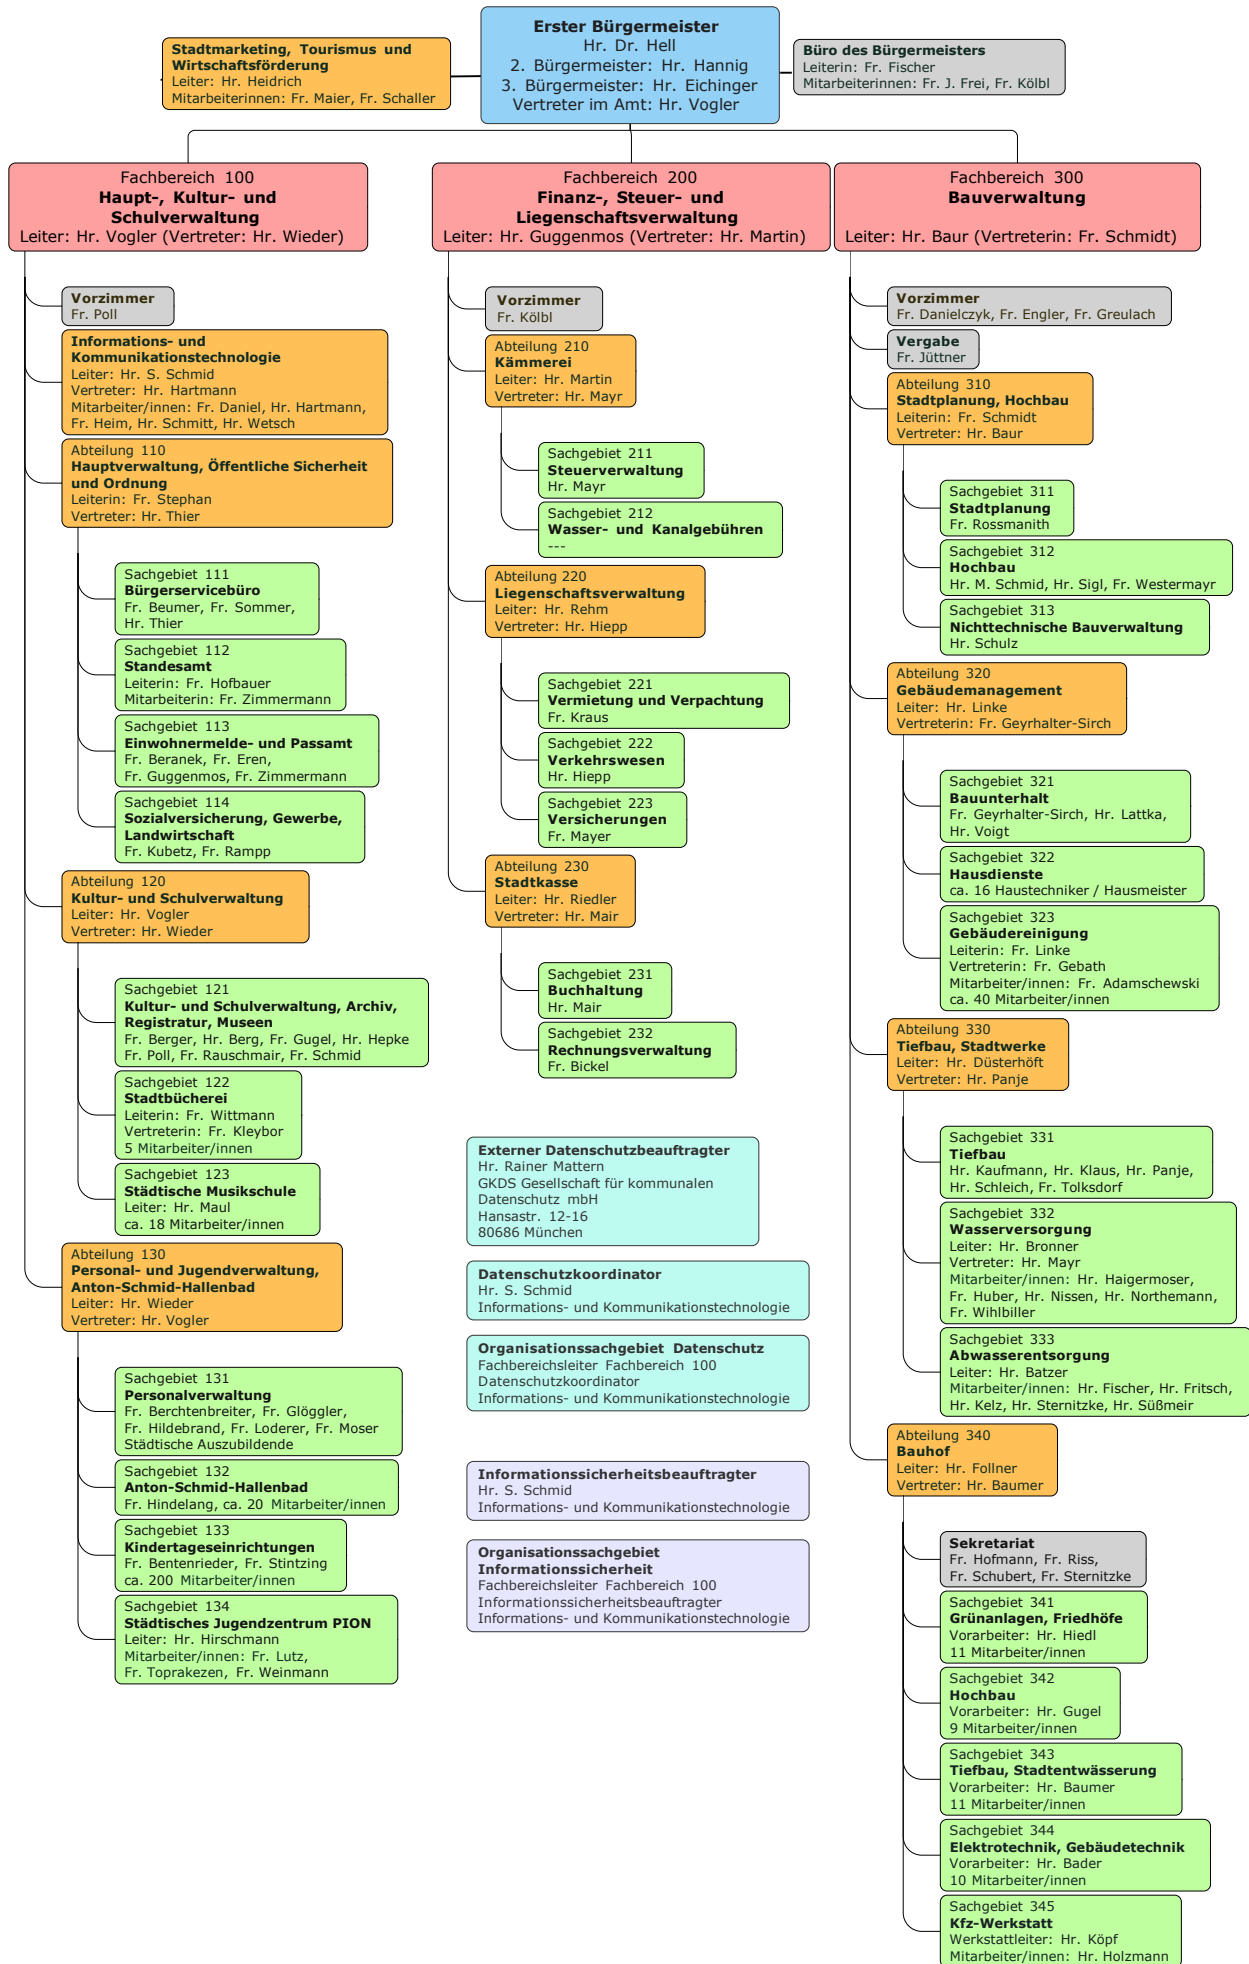 Erster Bürgermeister
Hr. Dr. Hell
2. Bürgermeister: Hr. Hannig
3. Bürgermeister: Hr. Eichinger
Vertreter im Amt: Hr. Vogler
Stadtmarketing, Tourismus und
Wirtschaftsförderung
Leiter: Hr. Heidrich
Mitarbeiterinnen: Fr. Maier, Fr. Schaller
Büro des Bürgermeisters
Leiterin: Fr. Fischer
Mitarbeiterinnen: Fr. J. Frei, Fr. Kölbl
Fachbereich 100
Haupt-, Kultur- und
Schulverwaltung
Leiter: Hr. Vogler (Vertreter: Hr. Wieder)
Vorzimmer
Fr. Poll
Informations- und
Kommunikationstechnologie
Leiter: Hr. S. Schmid
Vertreter: Hr. Hartmann
Mitarbeiter/innen: Fr. Daniel, Hr. Hartmann,
Fr. Heim, Hr. Schmitt, Hr. Wetsch
Abteilung 110
Hauptverwaltung, Öffentliche Sicherheit
und Ordnung
Leiterin: Fr. Stephan
Vertreter: Hr. Thier
Sachgebiet 111
Bürgerservicebüro
Fr. Beumer, Fr. Sommer,
Hr. Thier
Sachgebiet 112
Standesamt
Leiterin: Fr. Hofbauer
Mitarbeiterin: Fr. Zimmermann
Sachgebiet 113
Einwohnermelde- und Passamt
Fr. Beranek, Fr. Eren,
Fr. Guggenmos, Fr. Zimmermann
Sachgebiet 114
Sozialversicherung, Gewerbe,
Landwirtschaft
Fr. Kubetz, Fr. Rampp
Abteilung 120
Kultur- und Schulverwaltung
Leiter: Hr. Vogler
Vertreter: Hr. Wieder
Sachgebiet 121
Kultur- und Schulverwaltung, Archiv,
Registratur, Museen
Fr. Berger, Hr. Berg, Fr. Gugel, Hr. Hepke
Fr. Poll, Fr. Rauschmair, Fr. Schmid
Sachgebiet 122
Stadtbücherei
Leiterin: Fr. Wittmann
Vertreterin: Fr. Kleybor
5 Mitarbeiter/innen
Sachgebiet 123
Städtische Musikschule
Leiter: Hr. Maul
ca. 18 Mitarbeiter/innen
Abteilung 130
Personal- und Jugendverwaltung,
Anton-Schmid-Hallenbad
Leiter: Hr. Wieder
Vertreter: Hr. Vogler
Sachgebiet 131
Personalverwaltung
Fr. Berchtenbreiter, Fr. Glöggler,
Fr. Hildebrand, Fr. Loderer, Fr. Moser
Städtische Auszubildende
Sachgebiet 132
Anton-Schmid-Hallenbad
Fr. Hindelang, ca. 20 Mitarbeiter/innen
Sachgebiet 133
Kindertageseinrichtungen
Fr. Bentenrieder, Fr. Stintzing
ca. 200 Mitarbeiter/innen
Sachgebiet 134
Städtisches Jugendzentrum PION
Leiter: Hr. Hirschmann
Mitarbeiter/innen: Fr. Lutz,
Fr. Toprakezen, Fr. Weinmann
Fachbereich 200
Finanz-, Steuer- und
Liegenschaftsverwaltung
Leiter: Hr. Guggenmos (Vertreter: Hr. Martin)
Vorzimmer
Fr. Kölbl
Abteilung 210
Kämmerei
Leiter: Hr. Martin
Vertreter: Hr. Mayr
Sachgebiet 211
Steuerverwaltung
Hr. Mayr
Sachgebiet 212
Wasser- und Kanalgebühren
---
Abteilung 220
Liegenschaftsverwaltung
Leiter: Hr. Rehm
Vertreter: Hr. Hiepp
Sachgebiet 221
Vermietung und Verpachtung
Fr. Kraus
Sachgebiet 222
Verkehrswesen
Hr. Hiepp
Sachgebiet 223
Versicherungen
Fr. Mayer
Abteilung 230
Stadtkasse
Leiter: Hr. Riedler
Vertreter: Hr. Mair
Sachgebiet 231
Buchhaltung
Hr. Mair
Sachgebiet 232
Rechnungsverwaltung
Fr. Bickel
Externer Datenschutzbeauftragter
Hr. Rainer Mattern
GKDS Gesellschaft für kommunalen
Datenschutz mbH
Hansastr. 12-16
80686 München
Datenschutzkoordinator
Hr. S. Schmid
Informations- und Kommunikationstechnologie
Organisationssachgebiet Datenschutz
Fachbereichsleiter Fachbereich 100
Datenschutzkoordinator
Informations- und Kommunikationstechnologie
Informationssicherheitsbeauftragter
Hr. S. Schmid
Informations- und Kommunikationstechnologie
Organisationssachgebiet
Informationssicherheit
Fachbereichsleiter Fachbereich 100
Informationssicherheitsbeauftragter
Informations- und Kommunikationstechnologie
Fachbereich 300
Bauverwaltung
Leiter: Hr. Baur (Vertreterin: Fr. Schmidt)
Vorzimmer
Fr. Danielczyk, Fr. Engler, Fr. Greulach
Vergabe
Fr. Jüttner
Abteilung 310
Stadtplanung, Hochbau
Leiterin: Fr. Schmidt
Vertreter: Hr. Baur
Sachgebiet 311
Stadtplanung
Fr. Rossmanith
Sachgebiet 312
Hochbau
Hr. M. Schmid, Hr. Sigl, Fr. Westermayr
Sachgebiet 313
Nichttechnische Bauverwaltung
Hr. Schulz
Abteilung 320
Gebäudemanagement
Leiter: Hr. Linke
Vertreterin: Fr. Geyrhalter-Sirch
Sachgebiet 321
Bauunterhalt
Fr. Geyrhalter-Sirch, Hr. Lattka,
Hr. Voigt
Sachgebiet 322
Hausdienste
ca. 16 Haustechniker / Hausmeister
Sachgebiet 323
Gebäudereinigung
Leiterin: Fr. Linke
Vertreterin: Fr. Gebath
Mitarbeiter/innen: Fr. Adamschewski
ca. 40 Mitarbeiter/innen
Abteilung 330
Tiefbau, Stadtwerke
Leiter: Hr. Düsterhöft
Vertreter: Hr. Panje
Sachgebiet 331
Tiefbau
Hr. Kaufmann, Hr. Klaus, Hr. Panje,
Hr. Schleich, Fr. Tolksdorf
Sachgebiet 332
Wasserversorgung
Leiter: Hr. Bronner
Vertreter: Hr. Mayr
Mitarbeiter/innen: Hr. Haigermoser,
Fr. Huber, Hr. Nissen, Hr. Northemann,
Fr. Wihlbiller
Sachgebiet 333
Abwasserentsorgung
Leiter: Hr. Batzer
Mitarbeiter/innen: Hr. Fischer, Hr. Fritsch,
Hr. Kelz, Hr. Sternitzke, Hr. Süßmeir
Abteilung 340
Bauhof
Leiter: Hr. Follner
Vertreter: Hr. Baumer
Sekretariat
Fr. Hofmann, Fr. Riss,
Fr. Schubert, Fr. Sternitzke
Sachgebiet 341
Grünanlagen, Friedhöfe
Vorarbeiter: Hr. Hiedl
11 Mitarbeiter/innen
Sachgebiet 342
Hochbau
Vorarbeiter: Hr. Gugel
9 Mitarbeiter/innen
Sachgebiet 343
Tiefbau, Stadtentwässerung
Vorarbeiter: Hr. Baumer
11 Mitarbeiter/innen
Sachgebiet 344
Elektrotechnik, Gebäudetechnik
Vorarbeiter: Hr. Bader
10 Mitarbeiter/innen
Sachgebiet 345
Kfz-Werkstatt
Werkstattleiter: Hr. Köpf
Mitarbeiter/innen: Hr. Holzmann